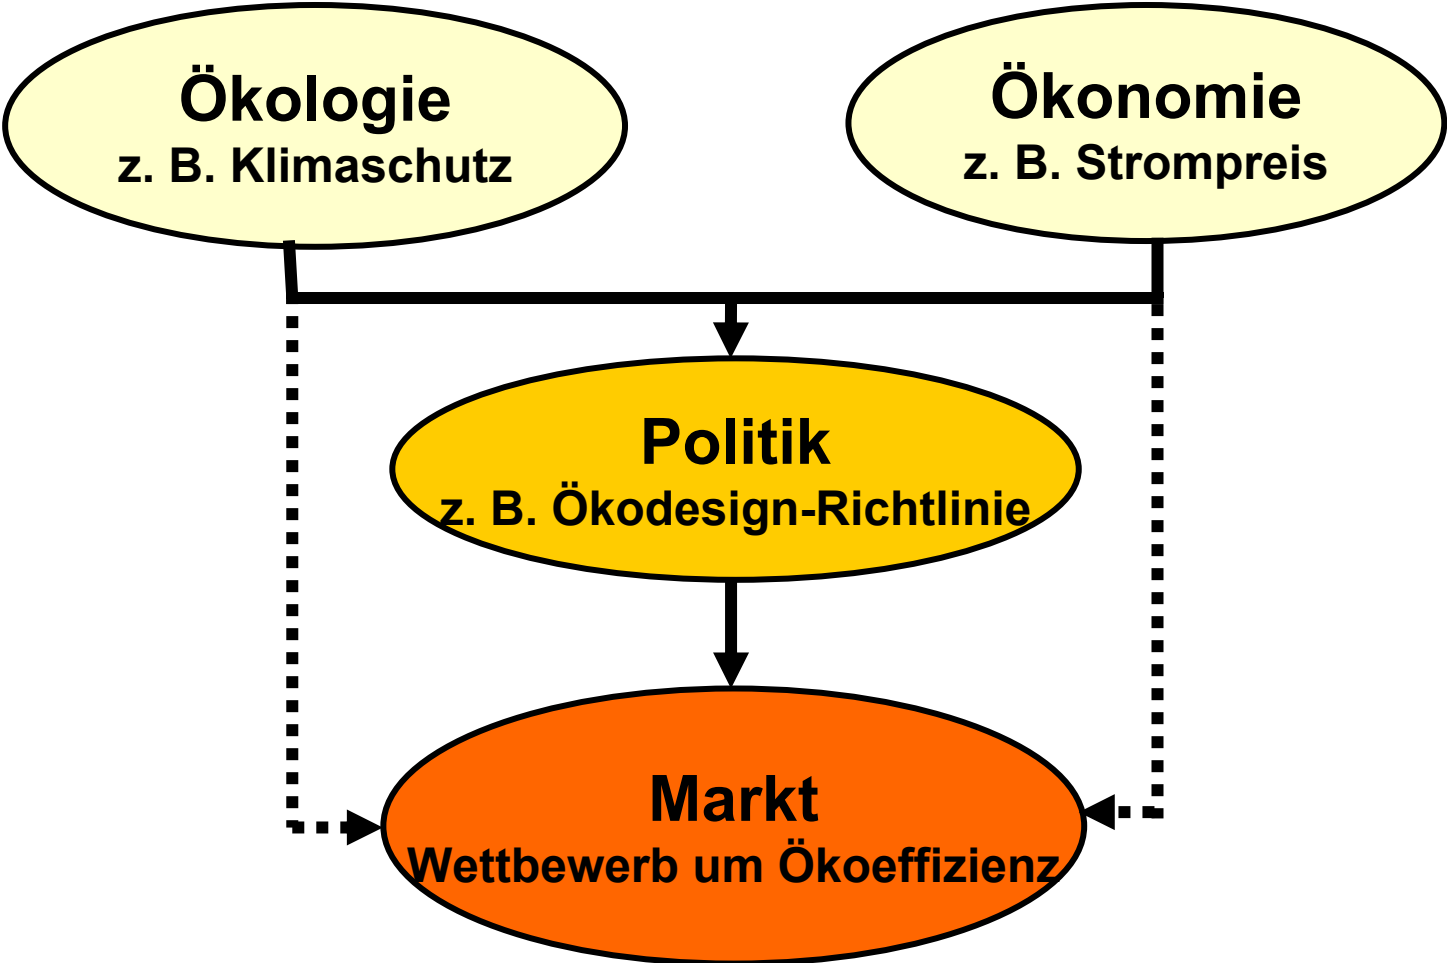 Ökologie
z. B. Klimaschutz
Ökonomie
z. B. Strompreis
Politik
z. B. Ökodesign-Richtlinie
Markt
Wettbewerb um Ökoeffizienz